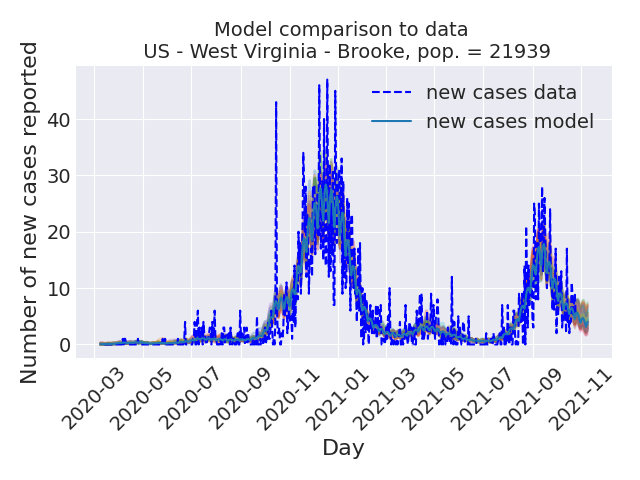 Model comparison to data
US - West Virginia - Brooke, pop. = 21939
Number of new cases reported
40
30
20
10
0
new cases data
new cases model
2020-03
2020-05
2020-07
2020-09
2020-11
2021-01
2021-03
2021-05
2021-07
2021-09
2021-11
Day